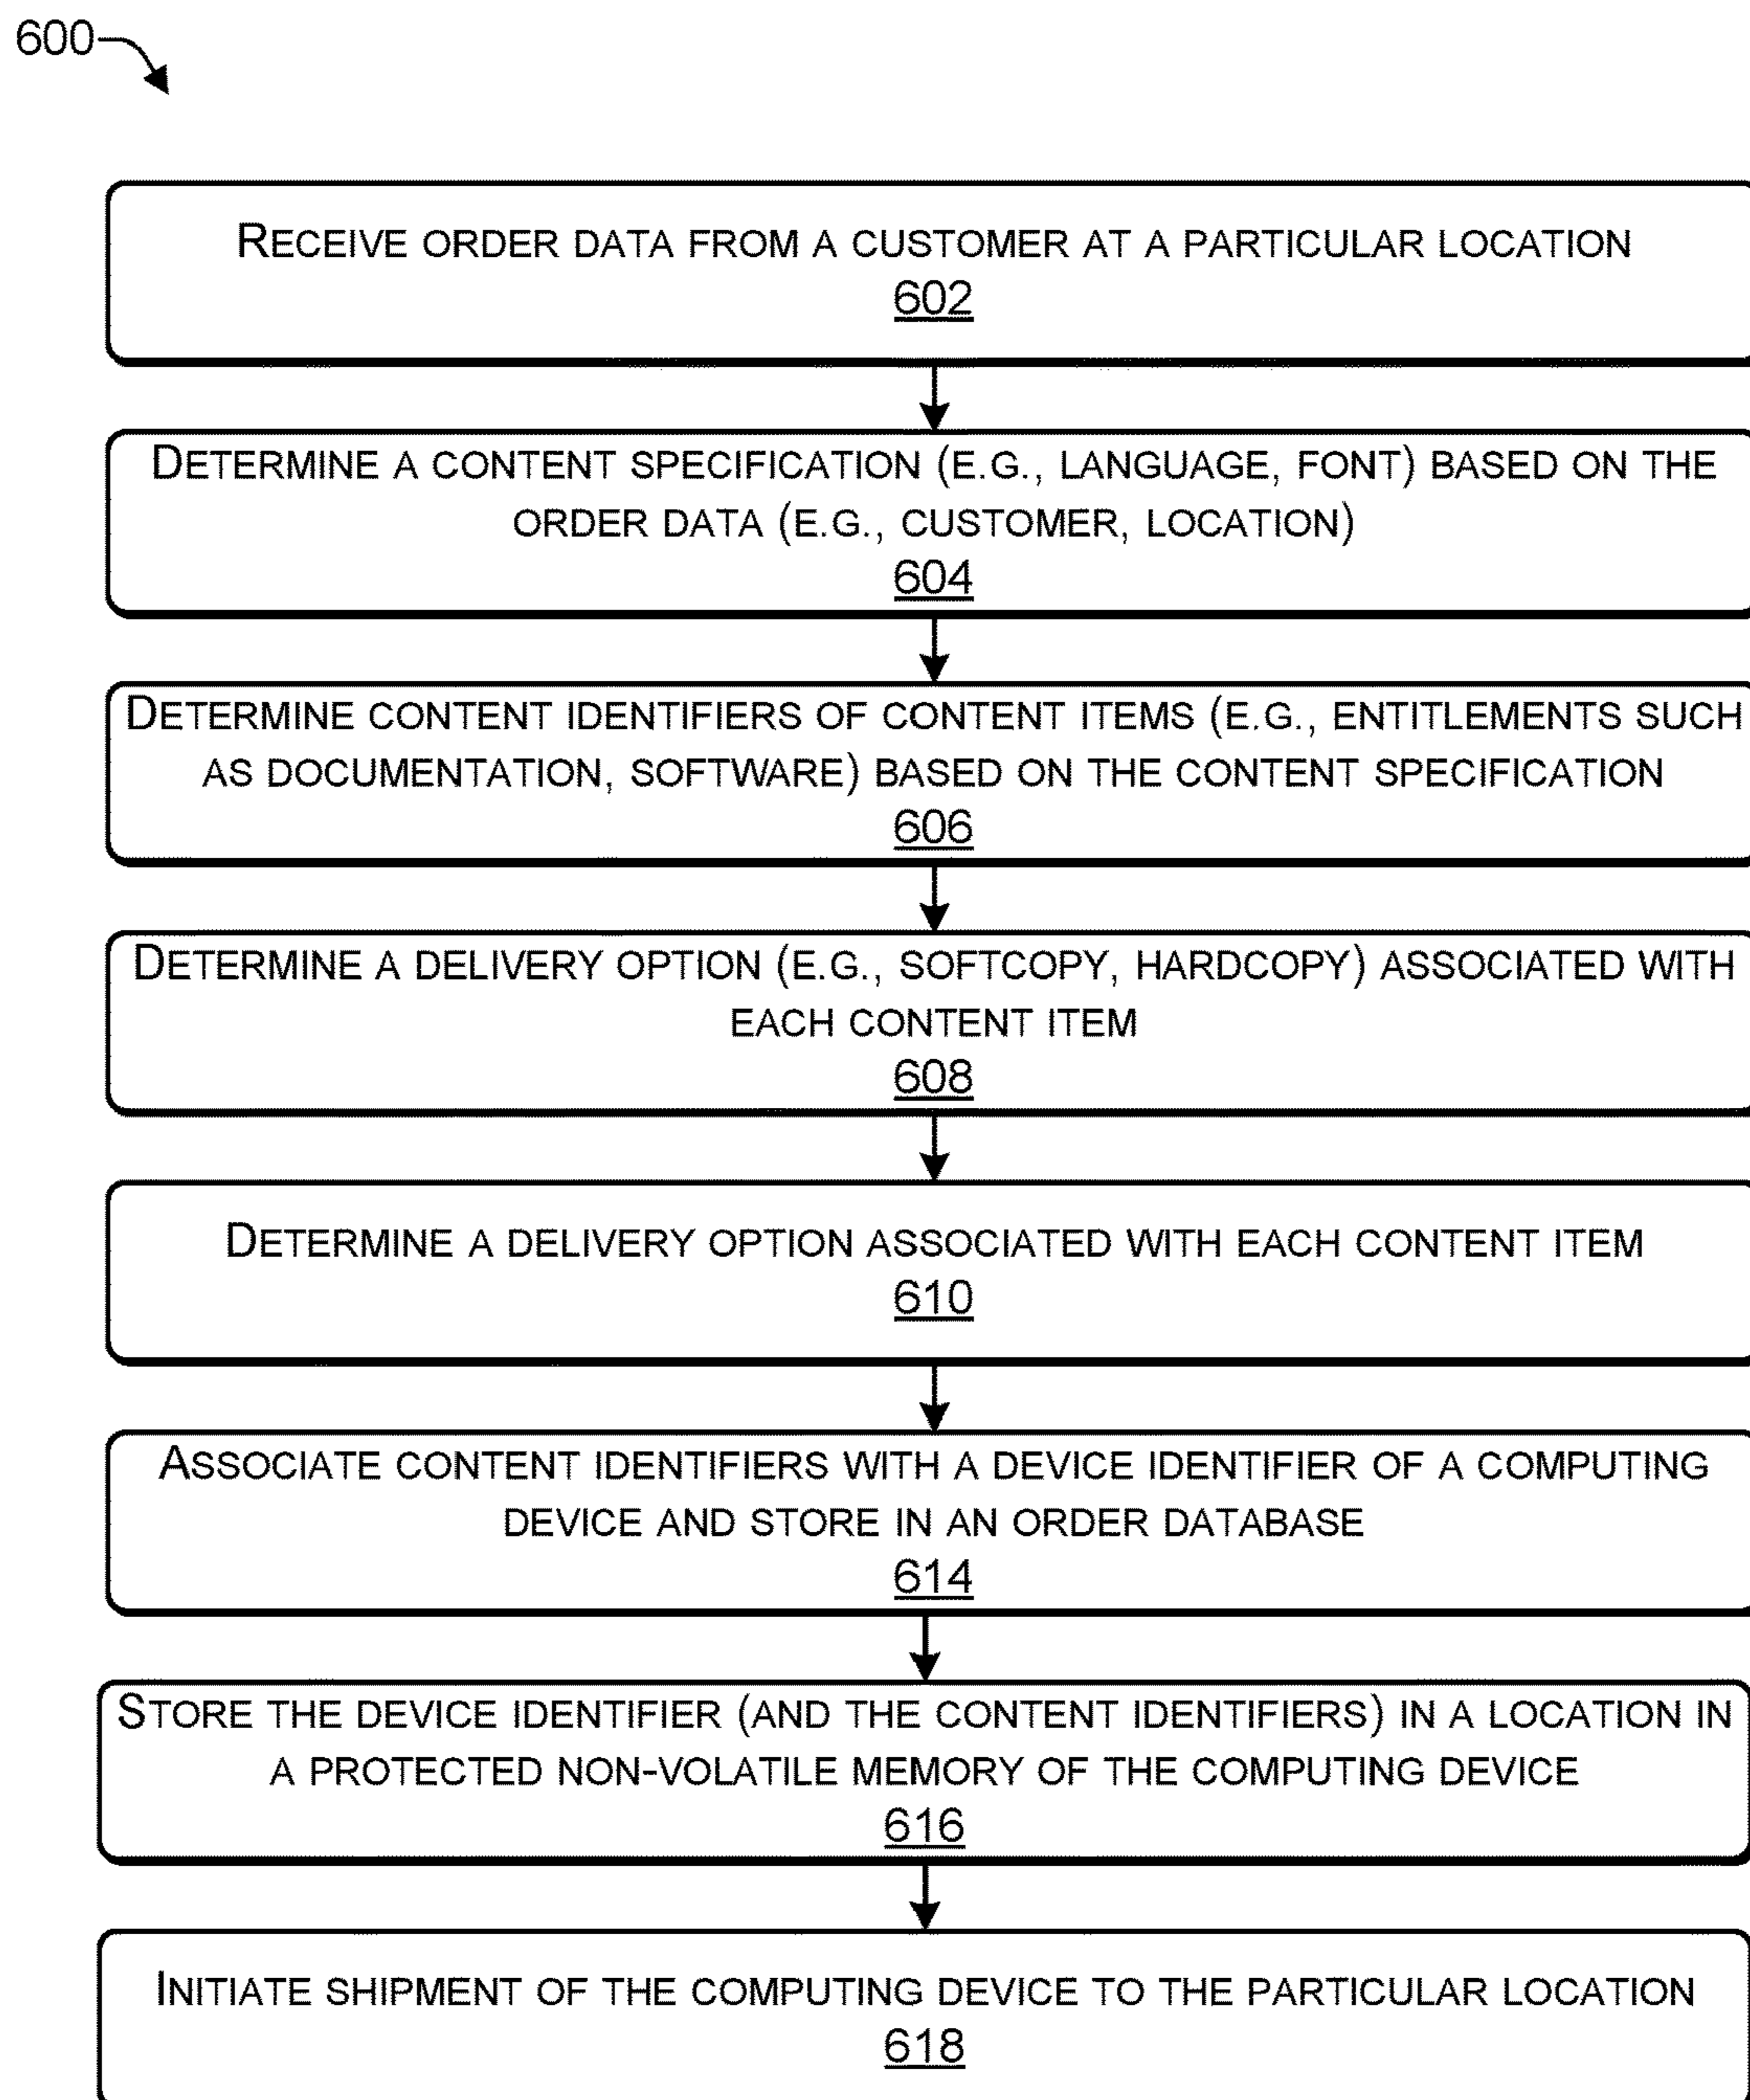 600
RECEIVE ORDER DATA FROM A CUSTOMER AT A PARTICULAR LOCATION
602
DETERMINE A CONTENT SPECIFICATION (E.G., LANGUAGE, FONT) BASED ON THE
ORDER DATA (E.G., CUSTOMER, LOCATION)
604
DETERMINE CONTENT IDENTIFIERS OF CONTENT ITEMS (E.G., ENTITLEMENTS SUCH
AS DOCUMENTATION, SOFTWARE) BASED ON THE CONTENT SPECIFICATION
606
DETERMINE A DELIVERY OPTION (E.G., SOFTCOPY, HARDCOPY) ASSOCIATED WITH
EACH CONTENT ITEM
608
DETERMINE A DELIVERY OPTION ASSOCIATED WITH EACH CONTENT ITEM
610
ASSOCIATE CONTENT IDENTIFIERS WITH A DEVICE IDENTIFIER OF A COMPUTING
DEVICE AND STORE IN AN ORDER DATABASE
614
STORE THE DEVICE IDENTIFIER (AND THE CONTENT IDENTIFIERS) IN A LOCATION IN
A PROTECTED NON-VOLATILE MEMORY OF THE COMPUTING DEVICE
616
INITIATE SHIPMENT OF THE COMPUTING DEVICE TO THE PARTICULAR LOCATION
618